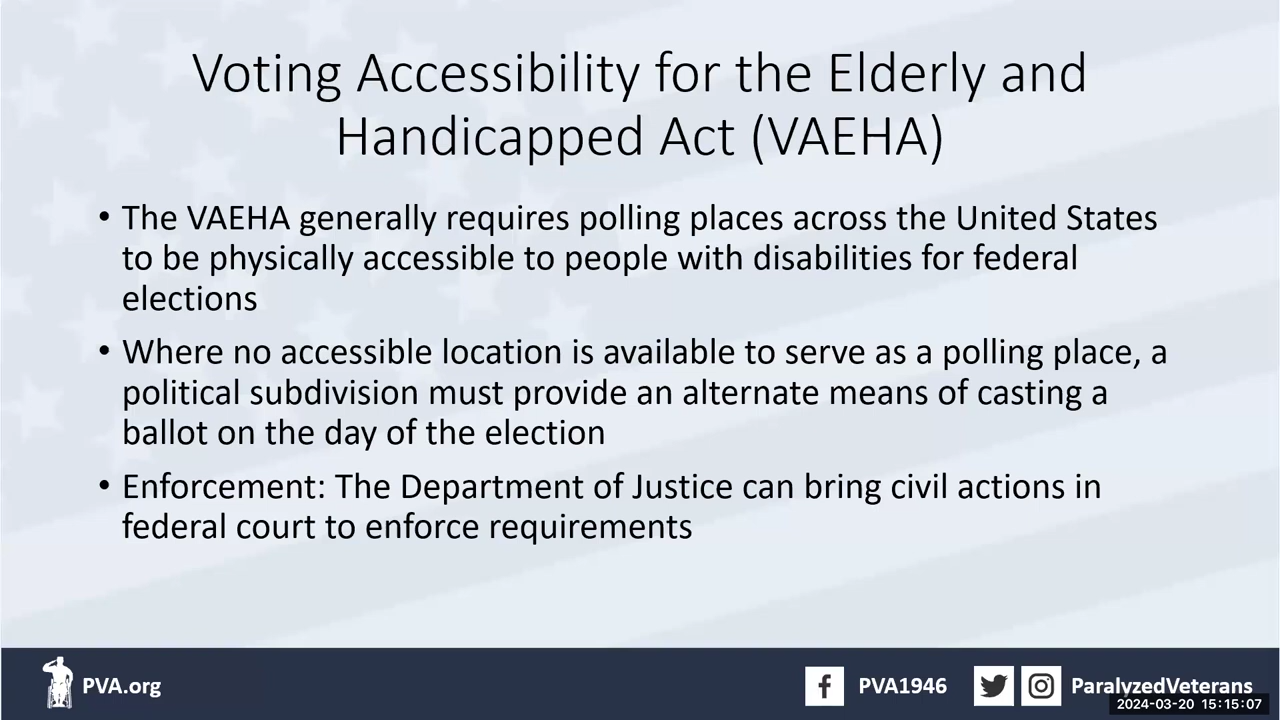 Voting Accessibility for the Elderly and
Handicapped Act (VAEHA)
• The VAEHA generally requires polling places across the United States
to be physically accessible to people with disabilities for federal
elections
• Where no accessible location is available to serve as a polling place, a
political subdivision must provide an alternate means of casting a
ballot on the day of the election
• Enforcement: The Department of Justice can bring civil actions in
federal court to enforce requirements
PVA.org
PVA1946
ParalyzedVeterans
2024-03-20 15:15:07